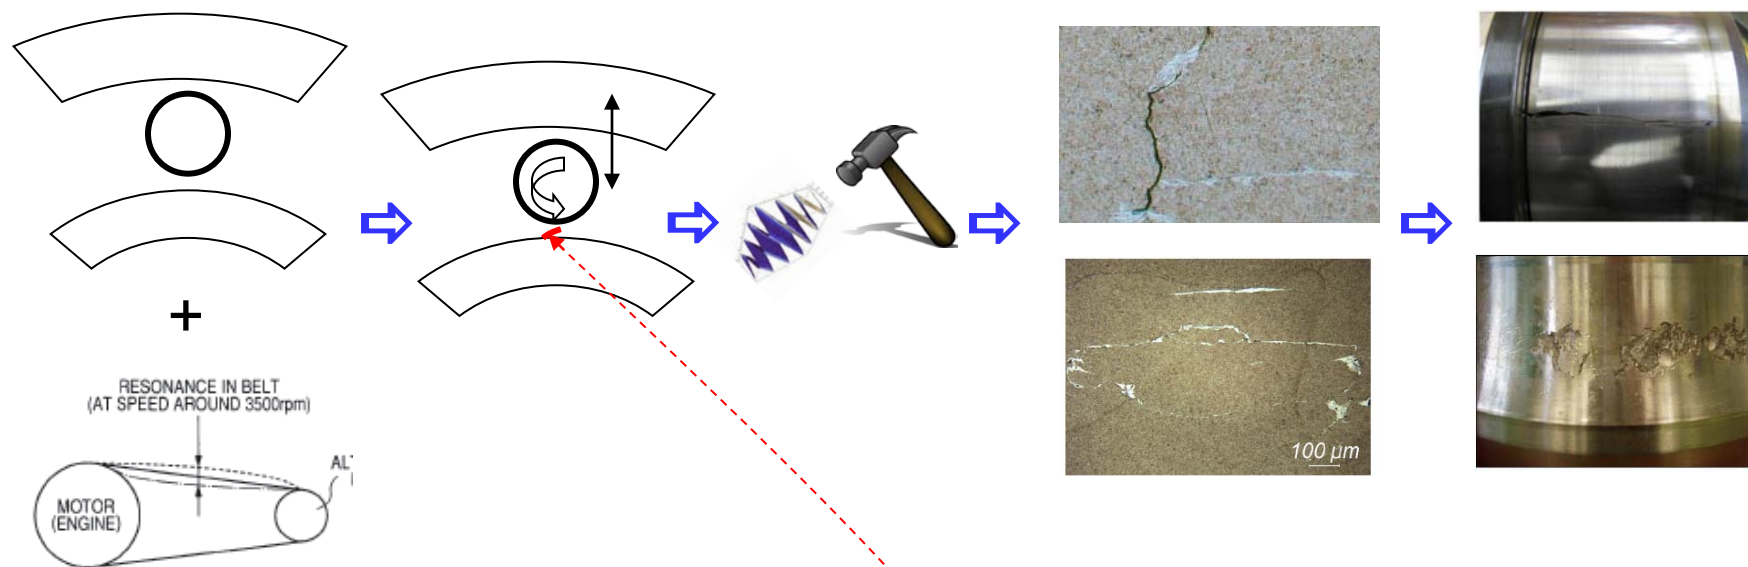 RESONANCE IN BELT
(AT SPEED AROUND 3500rpm)
MOTOR
(ENGINE)
100 µm